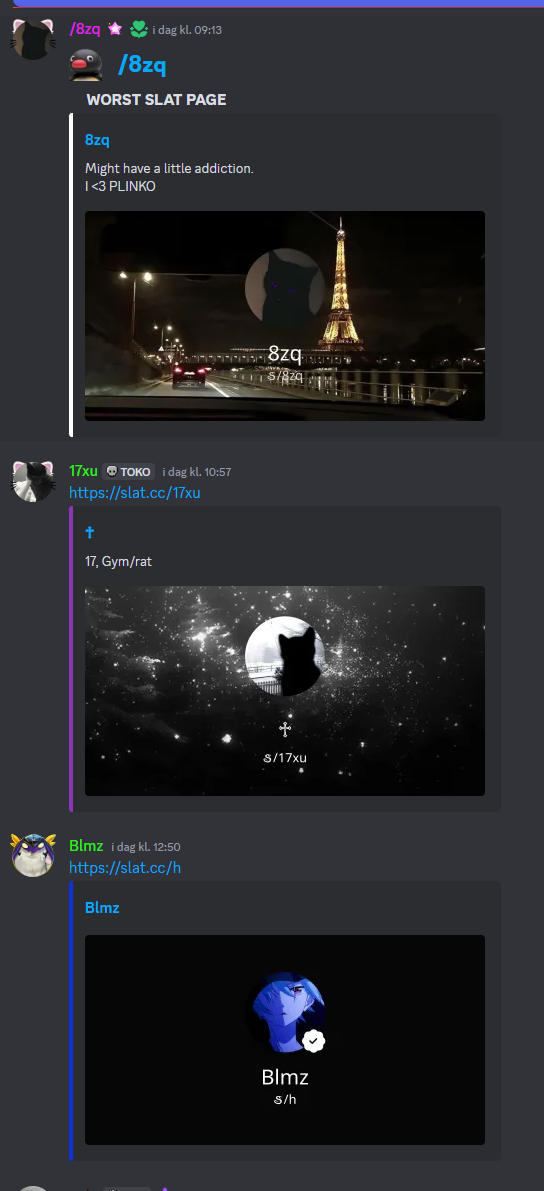 /8zq i dag kl. 09:13
/8zq
WORST SLAT PAGE
8zq
Might have a little addiction.
I <3 PLINKO
8zq
s/8zq
17xu TOKO i dag kl. 10:57
https://slat.cc/17xu
✝
17, Gym/rat
s/17xu
Blmz i dag kl. 12:50
https://slat.cc/h
Blmz
Blmz
s/h